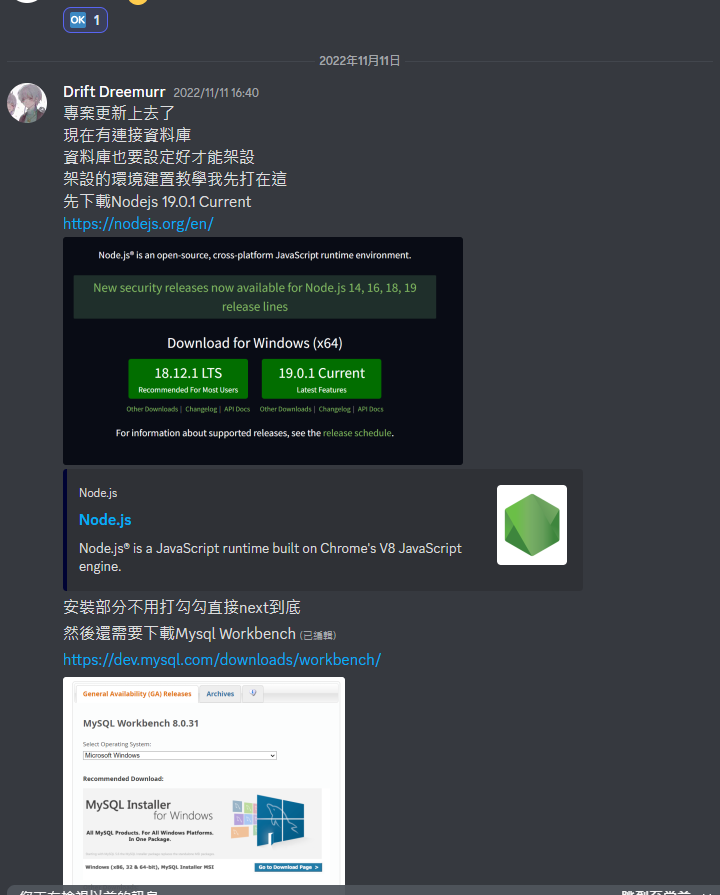 OK 1
2022年11月11日
Drift Dreemurr 2022/11/11 16:40
專案更新上去了
現在有連接資料庫
資料庫也要設定好才能架設
架設的環境建置教學我先打在這
先下載Nodejs 19.0.1 Current
https://nodejs.org/en/
Node.js® is an open-source, cross-platform JavaScript runtime environment.
New security releases now available for Node.js 14, 16, 18, 19
release lines
Download for Windows (x64)
18.12.1 LTS 19.0.1 Current
Recommended For Most Users Latest Features
Other Downloads | Changelog | API Docs Other Downloads | Changelog | API Docs
For information about supported releases, see the release schedule.
Node.js
Node.js
Node.js® is a JavaScript runtime built on Chrome's V8 JavaScript
engine.
安裝部分不用打勾勾直接next到底
然後還需要下載Mysql Workbench (已編輯)
https://dev.mysql.com/downloads/workbench/
General Availability (GA) Releases Archives
MySQL Workbench 8.0.31
Select Operating System:
Microsoft Windows
Recommended Download:
MySQL Installer
for Windows
All MySQL Products. For All Windows Platforms.
In One Package.
Windows (x86, 32 & 64-bit), MySQL Installer MSI Go to Download Page >